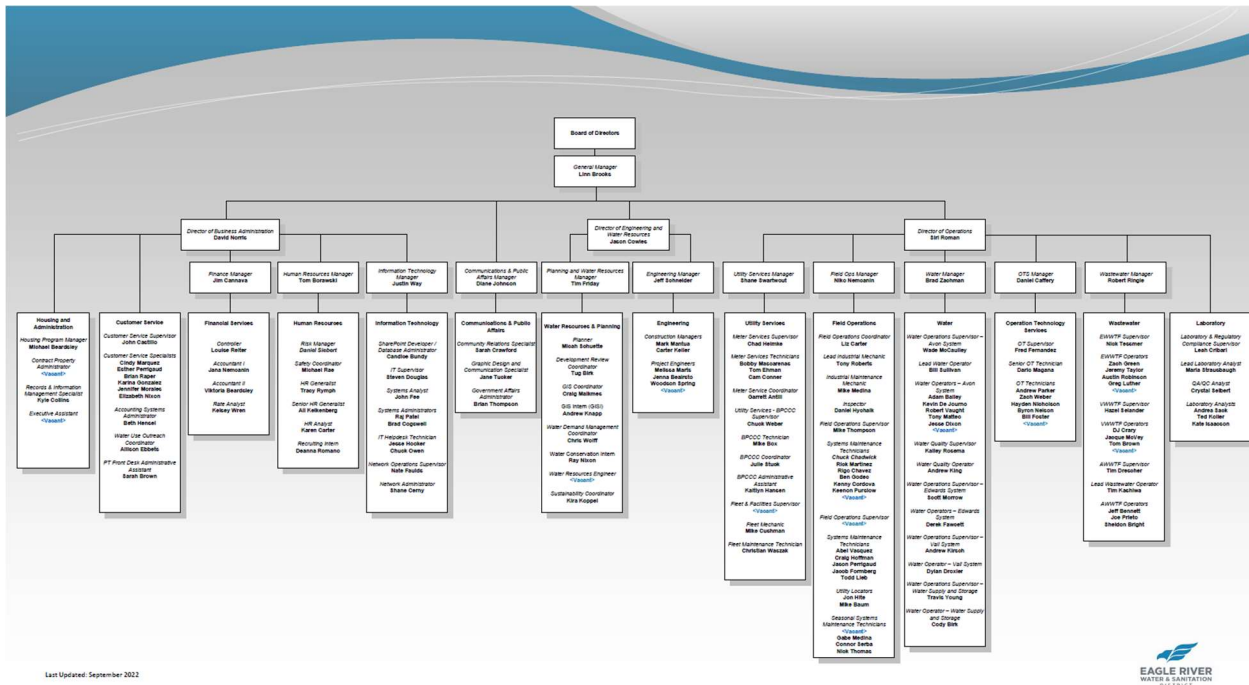 Board of Directors
General Manager
Linn Brooks
Director of Business Administration
David Norris
Director of Engineering and
Water Resources
Jason Cowles
Director of Operations
Siri Roman
Finance Manager
Jim Cannava
Human Resources Manager
Tom Borawski
Information Technology
Manager
Justin Way
Communications & Public
Affairs Manager
Diane Johnson
Planning and Water Resources
Manager
Tim Friday
Engineering Manager
Jeff Schneider
Utility Services Manager
Shane Swartwout
Field Ops Manager
Niko Nemcanin
Water Manager
Brad Zachman
OTS Manager
Daniel Caffery
Wastewater Manager
Robert Ringle
Housing and
Administration
Housing Program Manager
Michael Beardsley
Contract Property
Administrator
<Vacant>
Records & Information
Management Specialist
Kyle Collins
Executive Assistant
<Vacant>
Customer Service
Customer Service Supervisor
John Castillo
Customer Service Specialists
Cindy Marquez
Esther Perrigaud
Brian Raper
Karina Gonzalez
Jennifer Morales
Elizabeth Nixon
Accounting Systems
Administrator
Beth Hansel
Water Use Outreach
Coordinator
Allison Ebbets
PT Front Desk Administrative
Assistant
Sarah Brown
Financial Services
Controller
Louise Reiter
Accountant I
Jana Nemcanin
Accountant II
Viktoria Beardsley
Rate Analyst
Kelsey Wren
Human Resources
Risk Manager
Daniel Siebert
Safety Coordinator
Michael Rae
HR Generalist
Tracy Rymph
Senior HR Generalist
Ali Kelkenberg
HR Analyst
Karen Carter
Recruiting Intern
Deanna Romano
Information Technology
SharePoint Developer /
Database Administrator
Candice Bundy
IT Supervisor
Steven Douglas
Systems Analyst
John Fee
Systems Administrators
Raj Patel
Brad Cogswell
IT Helpdesk Technician
Jesse Hooker
Chuck Owen
Network Operations Supervisor
Nate Faulds
Network Administrator
Shane Cerny
Communications & Public
Affairs
Community Relations Specialist
Sarah Crawford
Graphic Design and
Communication Specialist
Jane Tucker
Government Affairs
Administrator
Brian Thompson
Water Resources & Planning
Planner
Micah Schuette
Development Review
Coordinator
Tug Birk
GIS Coordinator
Craig Malkmes
GIS Intern (GISI)
Andrew Knapp
Water Demand Management
Coordinator
Chris Wolff
Water Conservation Intern
Ray Nixon
Water Resources Engineer
<Vacant>
Sustainability Coordinator
Kira Koppel
Engineering
Construction Managers
Mark Mantua
Carter Keller
Project Engineers
Melissa Marts
Jenna Beairsto
Woodson Spring
<Vacant>
Utility Services
Meter Services Supervisor
Chad Heimke
Meter Services Technicians
Bobby Mascarenas
Tom Ehman
Cam Conner
Meter Service Coordinator
Garrett Antill
Utility Services - BPCCC
Supervisor
Chuck Weber
BPCCC Technician
Mike Box
BPCCC Coordinator
Julie Stuck
BPCCC Administrative
Assistant
Kaitlyn Hansen
Fleet & Facilities Supervisor
<Vacant>
Fleet Mechanic
Mike Cushman
Fleet Maintenance Technician
Christian Waszak
Field Operations
Field Operations Coordinator
Liz Carter
Lead Industrial Mechanic
Tony Roberts
Industrial Maintenance
Mechanic
Mike Medina
Inspector
Daniel Hyshaik
Field Operations Supervisor
Mike Thompson
Systems Maintenance
Technicians
Chuck Chadwick
Rick Martinez
Rigo Chavez
Ben Godec
Kenny Cordova
Keenon Purslow
<Vacant>
Field Operations Supervisor
<Vacant>
Systems Maintenance
Technicians
Abel Vasquez
Craig Hoffman
Jason Perrigaud
Jacob Formberg
Todd Lieb
Utility Locators
Jon Hite
Mike Baum
Seasonal Systems
Maintenance Technicians
<Vacant>
Gabe Medina
Connor Serba
Nick Thomas
Water
Water Operations Supervisor –
Avon System
Wade McCaulley
Lead Water Operator
Bill Sullivan
Water Operators – Avon
System
Adam Bailey
Kevin De Journo
Robert Vaught
Tony Matteo
Jesse Dixon
<Vacant>
Water Quality Supervisor
Kailey Rosema
Water Quality Operator
Andrew King
Water Operations Supervisor –
Edwards System
Scott Morrow
Water Operators – Edwards
System
Derek Fawcett
Water Operations Supervisor –
Vail System
Andrew Kirsch
Water Operator – Vail System
Dylan Droxler
Water Operations Supervisor –
Water Supply and Storage
Travis Young
Water Operator – Water Supply
and Storage
Cody Birk
Operation Technology
Services
OT Supervisor
Fred Fernandez
Senior OT Technician
Dario Magana
OT Technicians
Andrew Parker
Zach Weber
Hayden Nicholson
Byron Nelson
Bill Foster
<Vacant>
Wastewater
EWWTF Supervisor
Nick Tessmer
EWWTF Operators
Zach Green
Jeremy Taylor
Austin Robinson
Greg Luther
<Vacant>
VWWTF Supervisor
Hazel Selander
VWWTF Operators
DJ Crary
Jacque McVey
Tom Brown
<Vacant>
AWWTF Supervisor
Tim Drescher
Lead Wastewater Operator
Tim Kashiwa
AWWTF Operators
Jeff Bennett
Joe Prieto
Sheldon Bright
Laboratory
Laboratory & Regulatory
Compliance Supervisor
Leah Cribari
Lead Laboratory Analyst
Maria Strausbaugh
QA/QC Analyst
Crystal Seibert
Laboratory Analysts
Andrea Saek
Ted Koller
Kate Isaacson
Last Updated: September 2022
EAGLE RIVER
WATER & SANITATION
DISTRICT